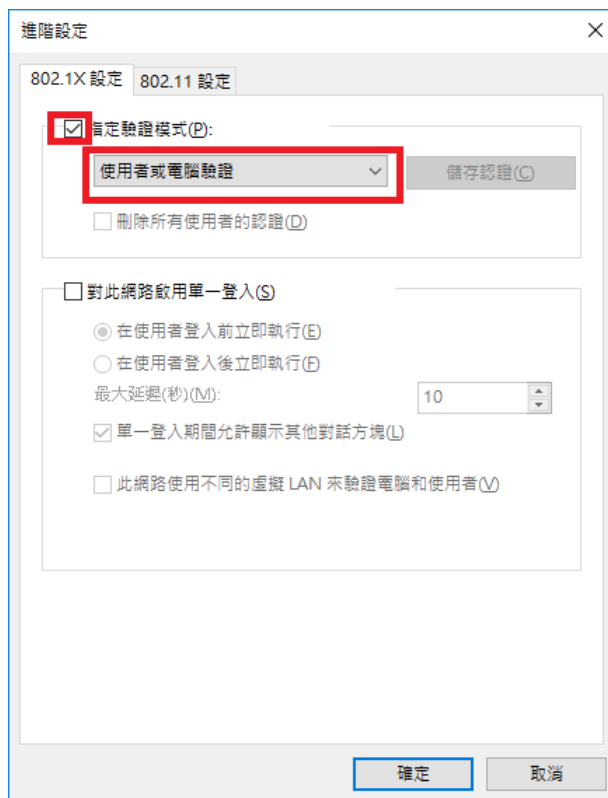 進階設定
802.1X 設定 802.11 設定
指定驗證模式(P):
使用者或電腦驗證 儲存認證(C)
刪除所有使用者的認證(D)
對此網路啟用單一登入(S)
在使用者登入前立即執行(E)
在使用者登入後立即執行(F)
最大延遲(秒)(M): 10
單一登入期間允許顯示其他對話方塊(L)
此網路使用不同的虛擬 LAN 來驗證電腦和使用者(V)
確定 取消